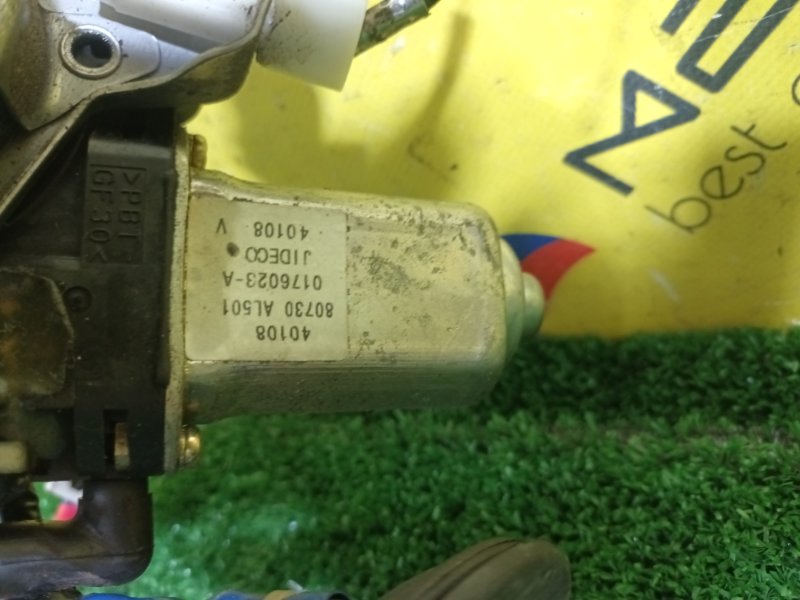 40108
80730 AL501
0176023-A
JIDECO
40108 V
>PBT-
GF30<
best